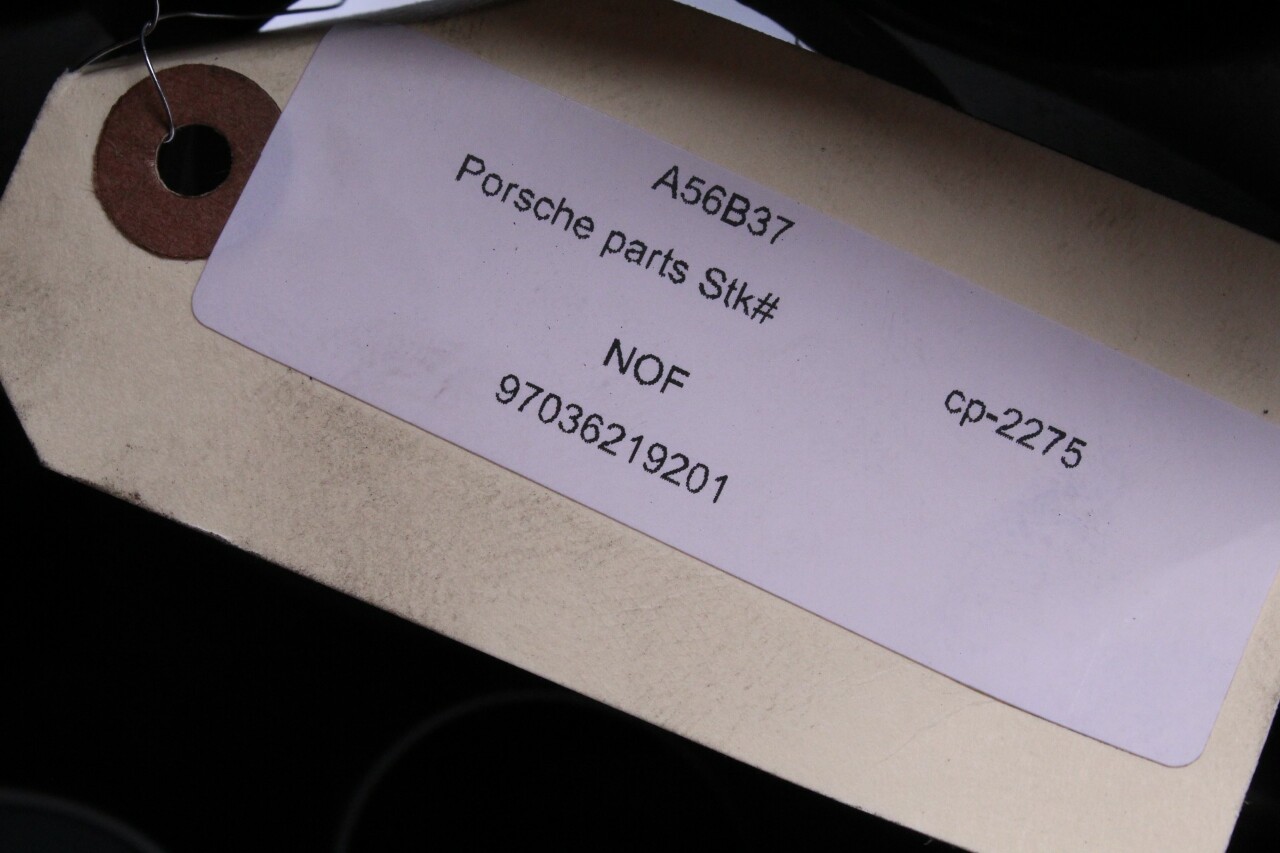 A56B37
Porsche parts Stk#
NOF
cp-2275
97036219201